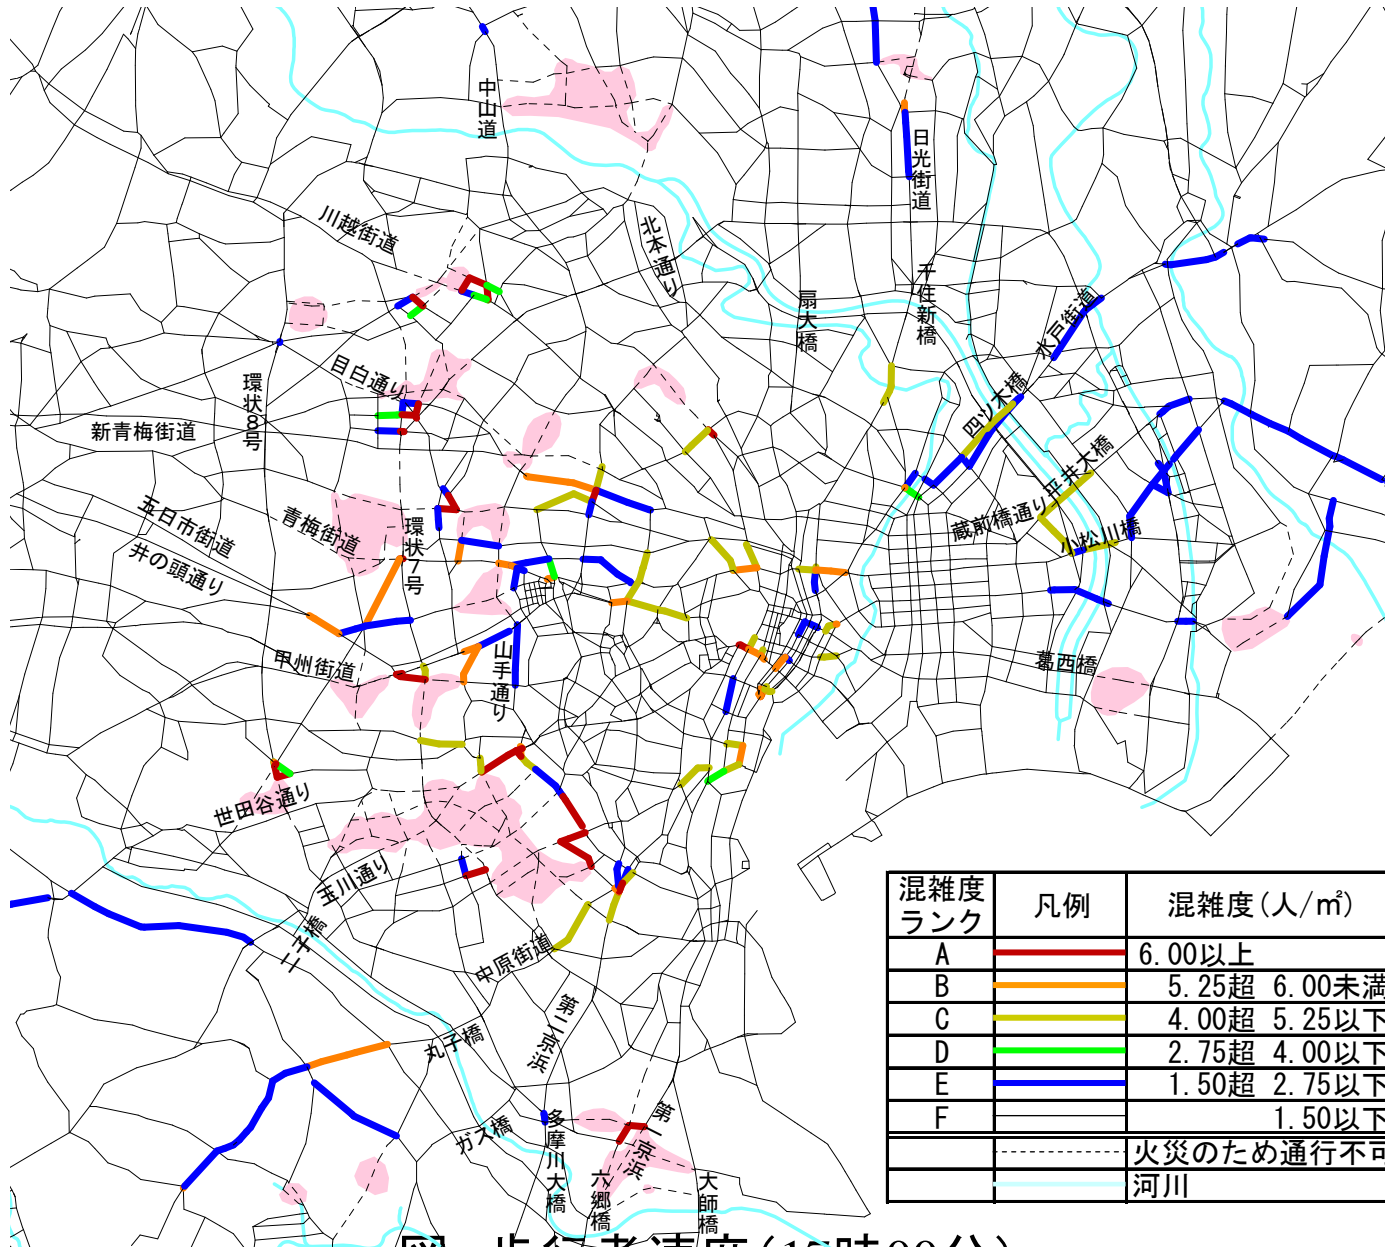 中山道
日光街道
川越街道
北本通り
千住新橋
扇大橋
水戸街道
目白通り
環状8号
四ツ木橋
新青梅街道
平井大橋
五日市街道
青梅街道
環状7号
蔵前橋通り
小松川橋
井の頭通り
甲州街道
山手通り
葛西橋
世田谷通り
玉川通り
二子橋
中原街道
第二京浜
丸子橋
ガス橋
多摩川大橋
第一京浜
六郷橋
大師橋
混雑度ランク 凡例 混雑度(人/㎡)
A 6.00以上
B 5.25超 6.00未満
C 4.00超 5.25以下
D 2.75超 4.00以下
E 1.50超 2.75以下
F 1.50以下
火災のため通行不可
河川